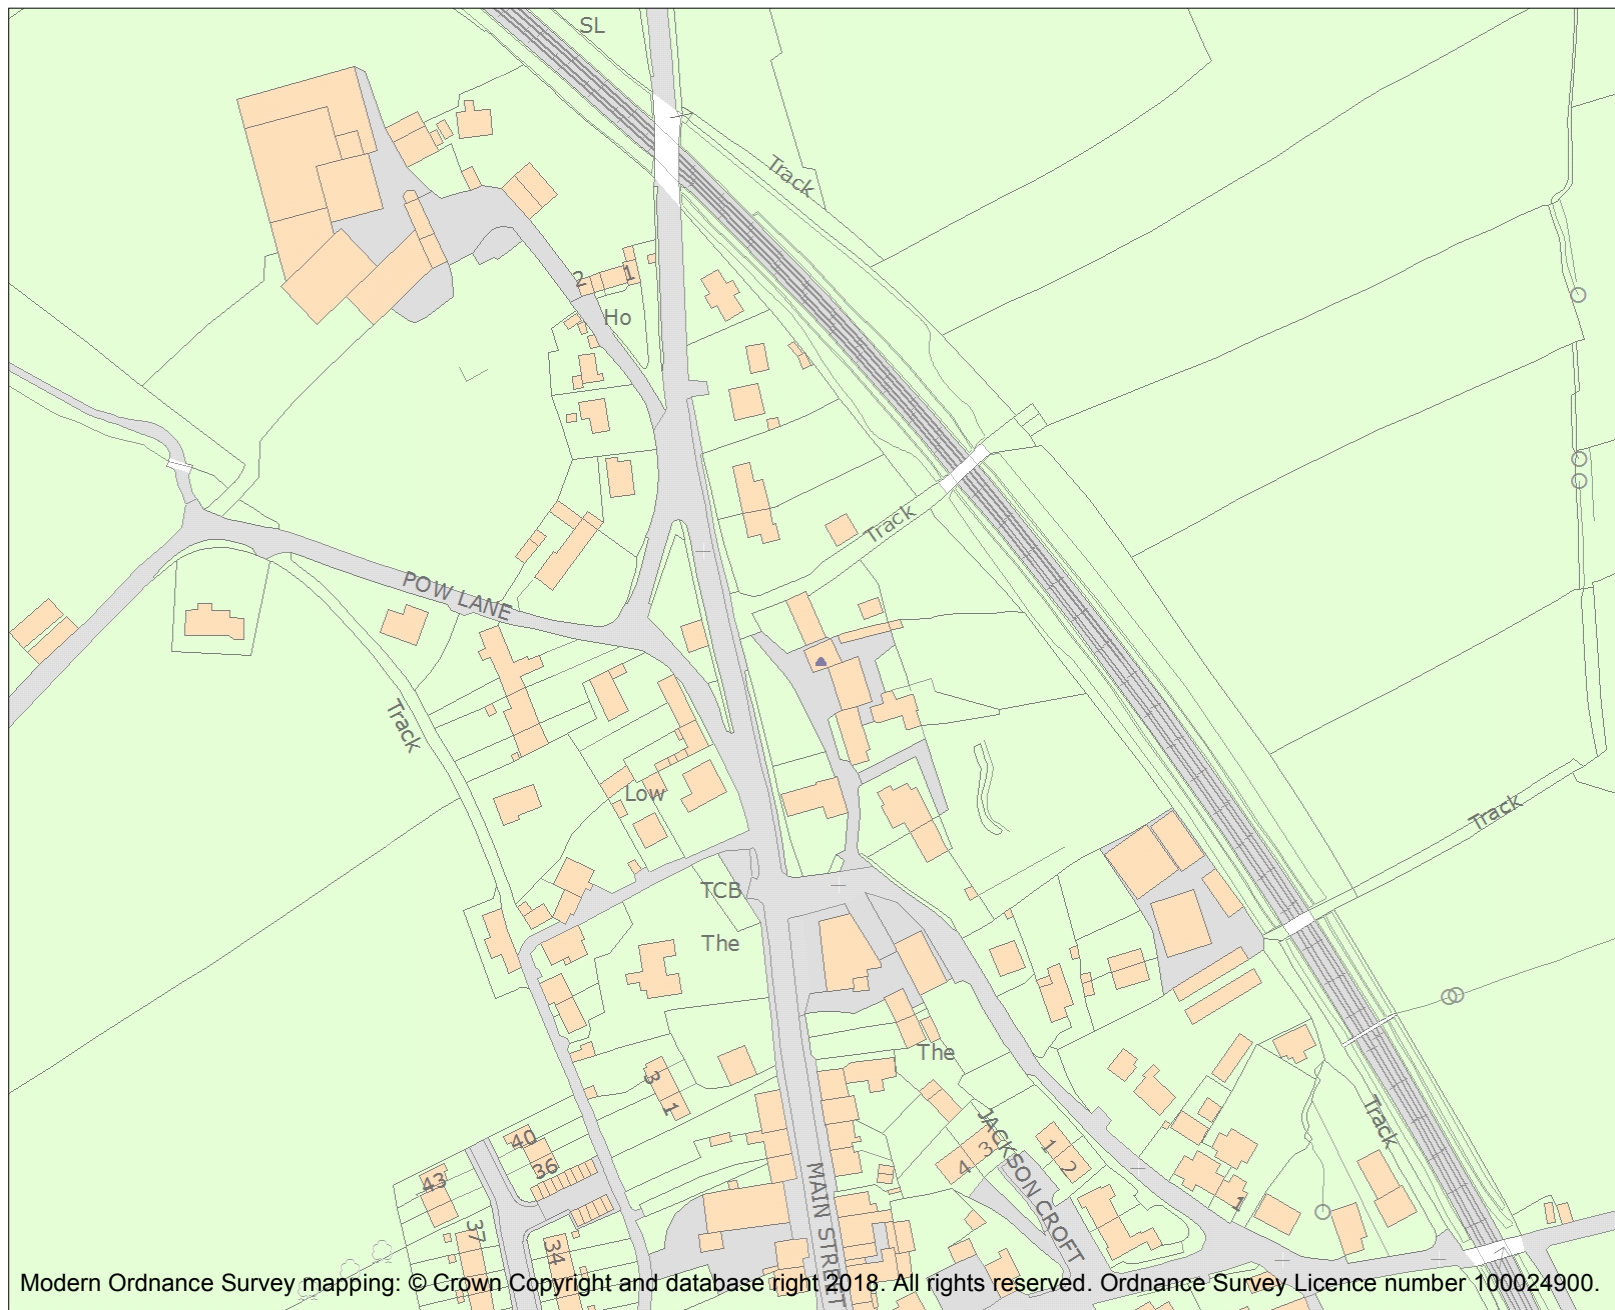 SL
Track
2
1
Ho
Track
POW LANE
Track
Low
Track
TCB
The
The
3
1
JACKSON CROFT
40
36
3
4
1
2
Track
43
MAIN STREET
1
37
34
Modern Ordnance Survey mapping: © Crown Copyright and database right 2018. All rights reserved. Ordnance Survey Licence number 100024900.